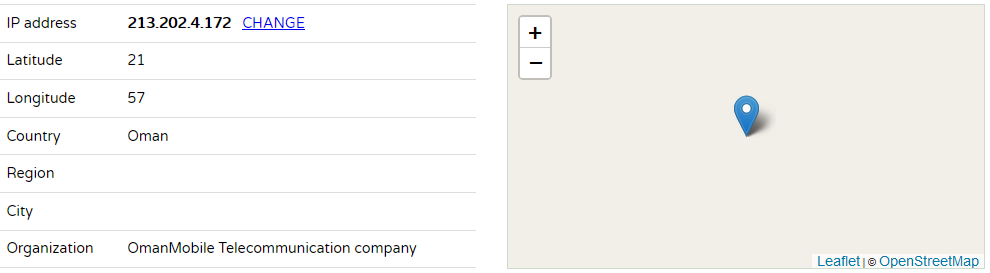 IP address 213.202.4.172 CHANGE
Latitude 21
Longitude 57
Country Oman
Region
City
Organization OmanMobile Telecommunication company
+
−
Leaflet | © OpenStreetMap